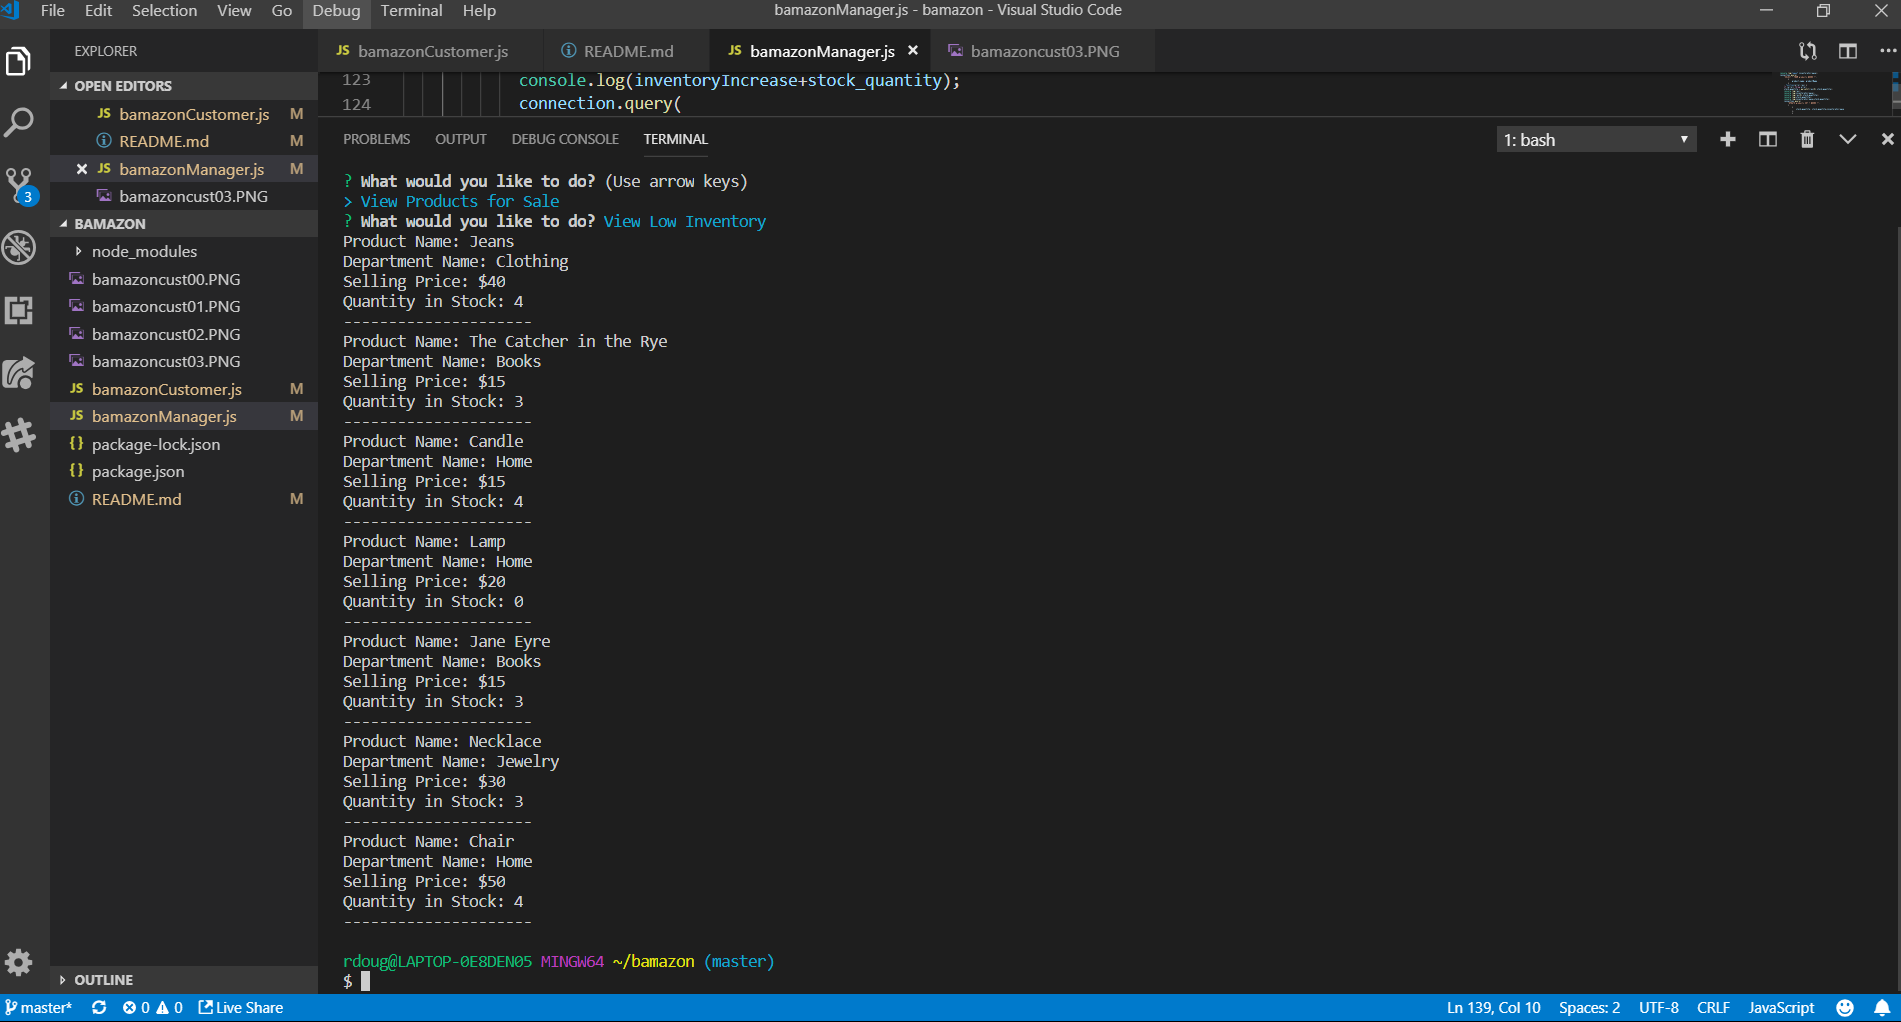 File Edit Selection View Go Debug Terminal Help
bamazonManager.js - bamazon - Visual Studio Code
EXPLORER
OPEN EDITORS
JS bamazonCustomer.js M
README.md M
JS bamazonManager.js M
bamazoncust03.PNG
3
BAMAZON
node_modules
bamazoncust00.PNG
bamazoncust01.PNG
bamazoncust02.PNG
bamazoncust03.PNG
JS bamazonCustomer.js M
JS bamazonManager.js M
{} package-lock.json
{} package.json
README.md M
OUTLINE
JS bamazonCustomer.js README.md JS bamazonManager.js bamazoncust03.PNG
123 console.log(inventoryIncrease+stock_quantity);
124 connection.query(
PROBLEMS OUTPUT DEBUG CONSOLE TERMINAL 1: bash
? What would you like to do? (Use arrow keys)
> View Products for Sale
? What would you like to do? View Low Inventory
Product Name: Jeans
Department Name: Clothing
Selling Price: $40
Quantity in Stock: 4
---------------------
Product Name: The Catcher in the Rye
Department Name: Books
Selling Price: $15
Quantity in Stock: 3
---------------------
Product Name: Candle
Department Name: Home
Selling Price: $15
Quantity in Stock: 4
---------------------
Product Name: Lamp
Department Name: Home
Selling Price: $20
Quantity in Stock: 0
---------------------
Product Name: Jane Eyre
Department Name: Books
Selling Price: $15
Quantity in Stock: 3
---------------------
Product Name: Necklace
Department Name: Jewelry
Selling Price: $30
Quantity in Stock: 3
---------------------
Product Name: Chair
Department Name: Home
Selling Price: $50
Quantity in Stock: 4
---------------------
rdoug@LAPTOP-0E8DEN05 MINGW64 ~/bamazon (master)
$
master* 0 0 Live Share Ln 139, Col 10 Spaces: 2 UTF-8 CRLF JavaScript